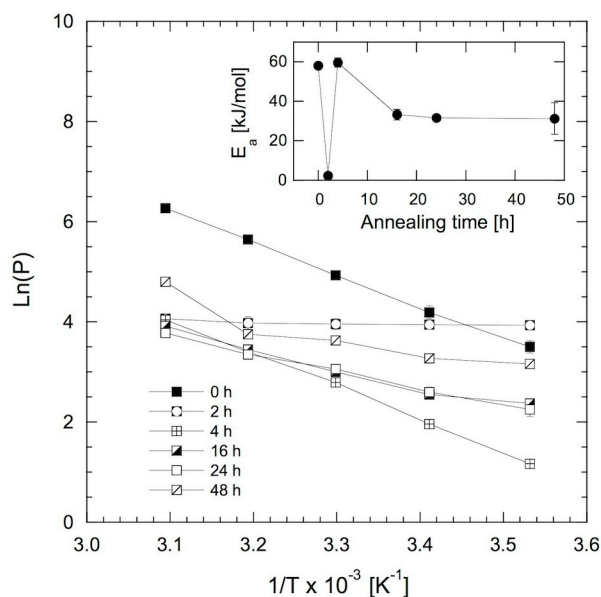 10
8
6
4
2
0
Ln(P)
3.0 3.1 3.2 3.3 3.4 3.5 3.6
1/T x 10⁻³ [K⁻¹]
80
60
40
20
0
Eₐ [kJ/mol]
0 10 20 30 40 50
Annealing time [h]
0 h
2 h
4 h
16 h
24 h
48 h